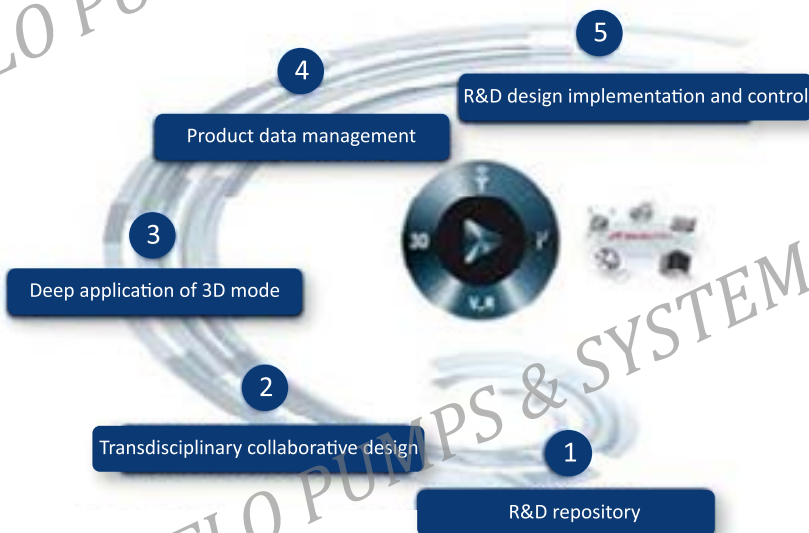 LO PU
5
4
R&D design implementation and control
Product data management
3D
V,R
3
Deep application of 3D mode
2
Transdisciplinary collaborative design
1
R&D repository
LO PUMPS & SYSTEM